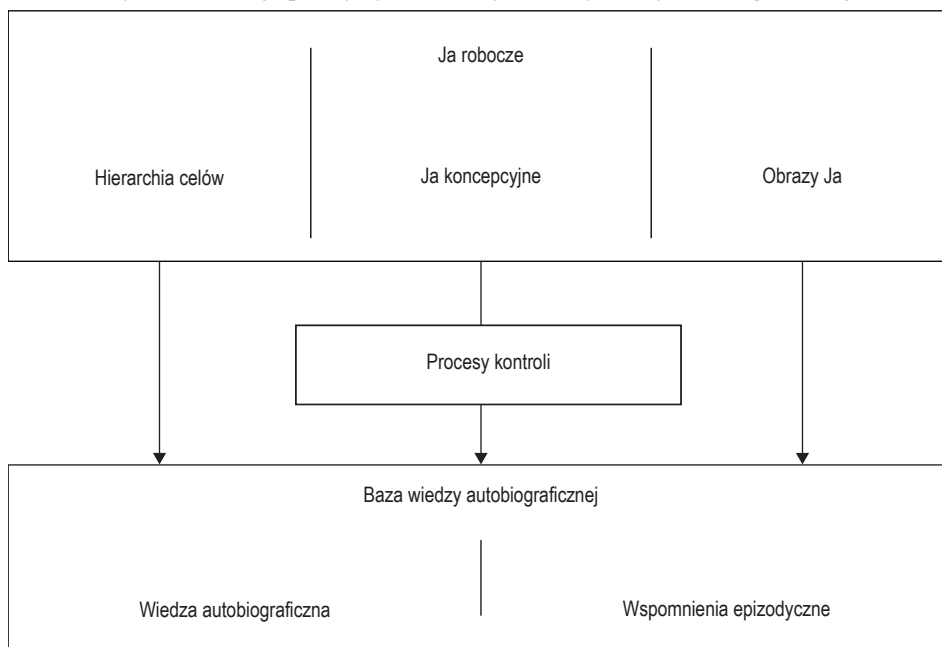 Ja robocze
Hierarchia celów
Ja koncepcyjne
Obrazy Ja
Procesy kontroli
Baza wiedzy autobiograficznej
Wiedza autobiograficzna
Wspomnienia epizodyczne